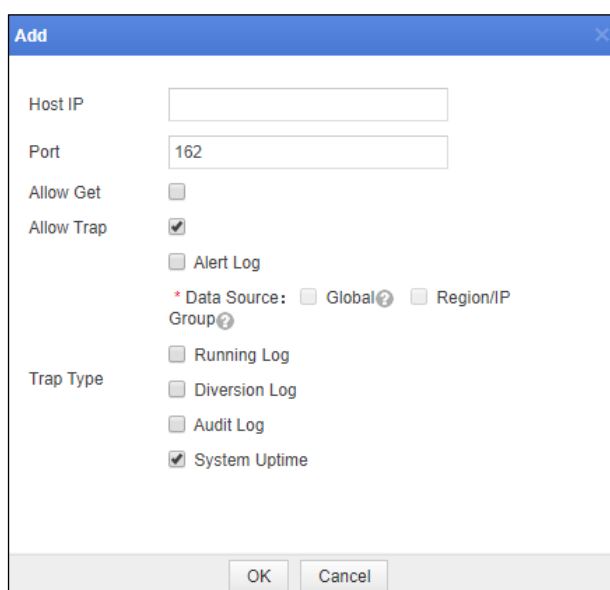 Add
Host IP
Port 162
Allow Get
Allow Trap
Alert Log
* Data Source: Global Region/IP
Group
Running Log
Trap Type
Diversion Log
Audit Log
System Uptime
OK Cancel